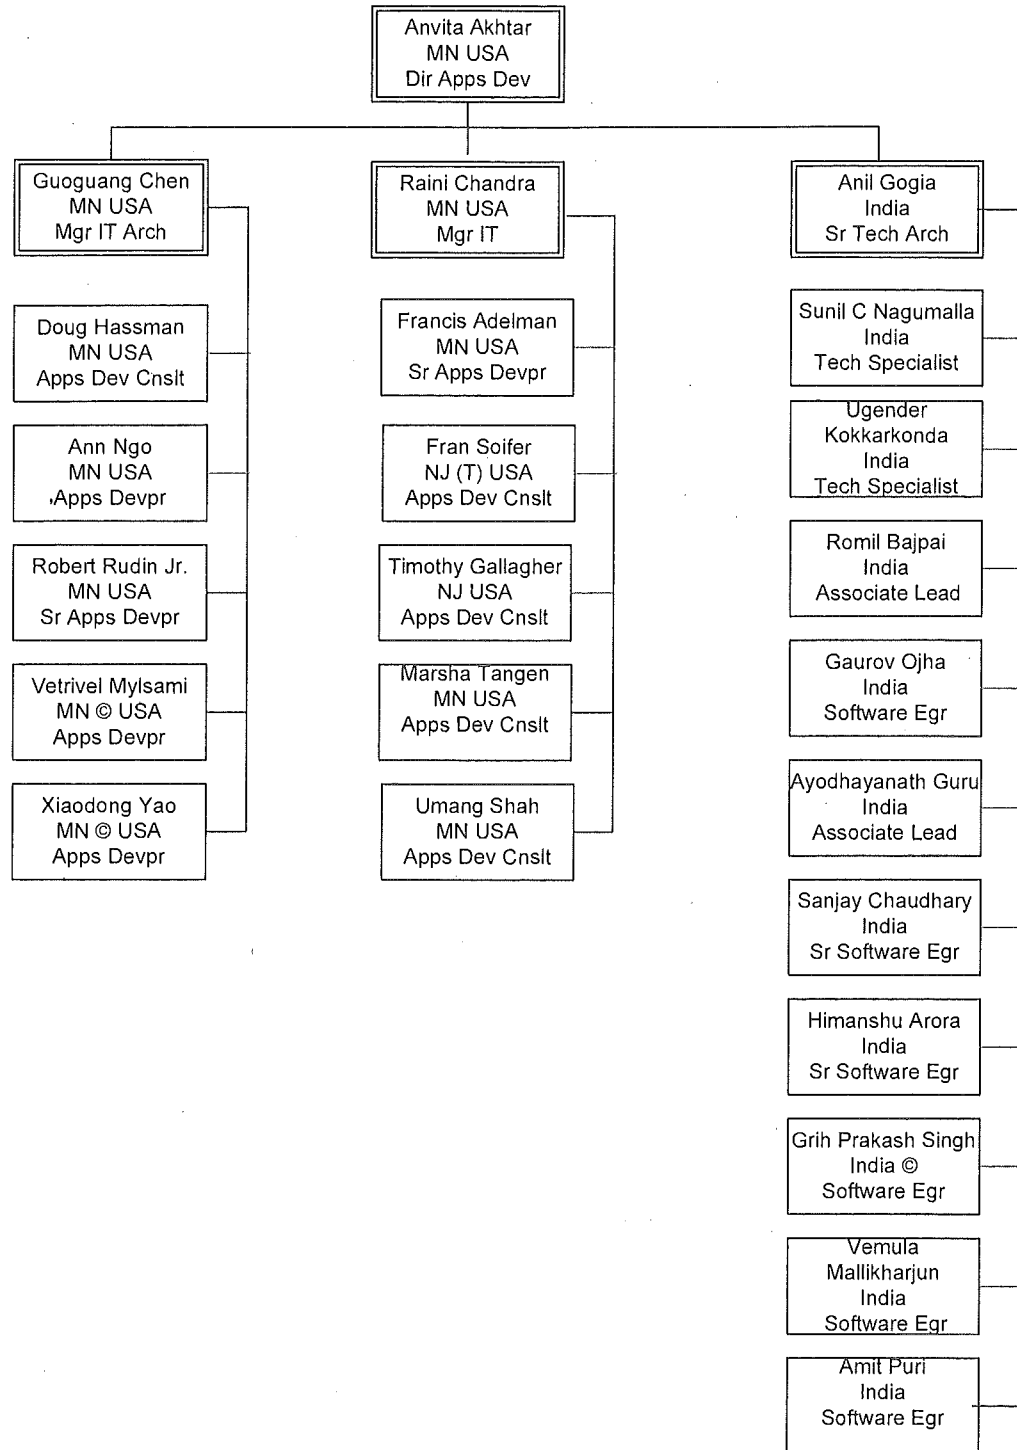 Anvita Akhtar
MN USA
Dir Apps Dev
Guoguang Chen
MN USA
Mgr IT Arch
Doug Hassman
MN USA
Apps Dev Cnslt
Ann Ngo
MN USA
Apps Devpr
Robert Rudin Jr.
MN USA
Sr Apps Devpr
Vetrivel Mylsami
MN © USA
Apps Devpr
Xiaodong Yao
MN © USA
Apps Devpr
Raini Chandra
MN USA
Mgr IT
Francis Adelman
MN USA
Sr Apps Devpr
Fran Soifer
NJ (T) USA
Apps Dev Cnslt
Timothy Gallagher
NJ USA
Apps Dev Cnslt
Marsha Tangen
MN USA
Apps Dev Cnslt
Umang Shah
MN USA
Apps Dev Cnslt
Anil Gogia
India
Sr Tech Arch
Sunil C Nagumalla
India
Tech Specialist
Ugender
Kokkarkonda
India
Tech Specialist
Romil Bajpai
India
Associate Lead
Gaurov Ojha
India
Software Egr
Ayodhayanath Guru
India
Associate Lead
Sanjay Chaudhary
India
Sr Software Egr
Himanshu Arora
India
Sr Software Egr
Grih Prakash Singh
India ©
Software Egr
Vemula
Mallikharjun
India
Software Egr
Amit Puri
India
Software Egr